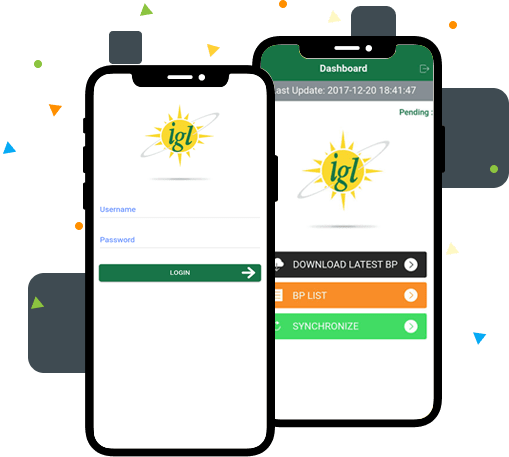 igl
Username
Password
LOGIN
Dashboard
Last Update: 2017-12-20 18:41:47
Pending :
igl
DOWNLOAD LATEST BP
BP LIST
SYNCHRONIZE